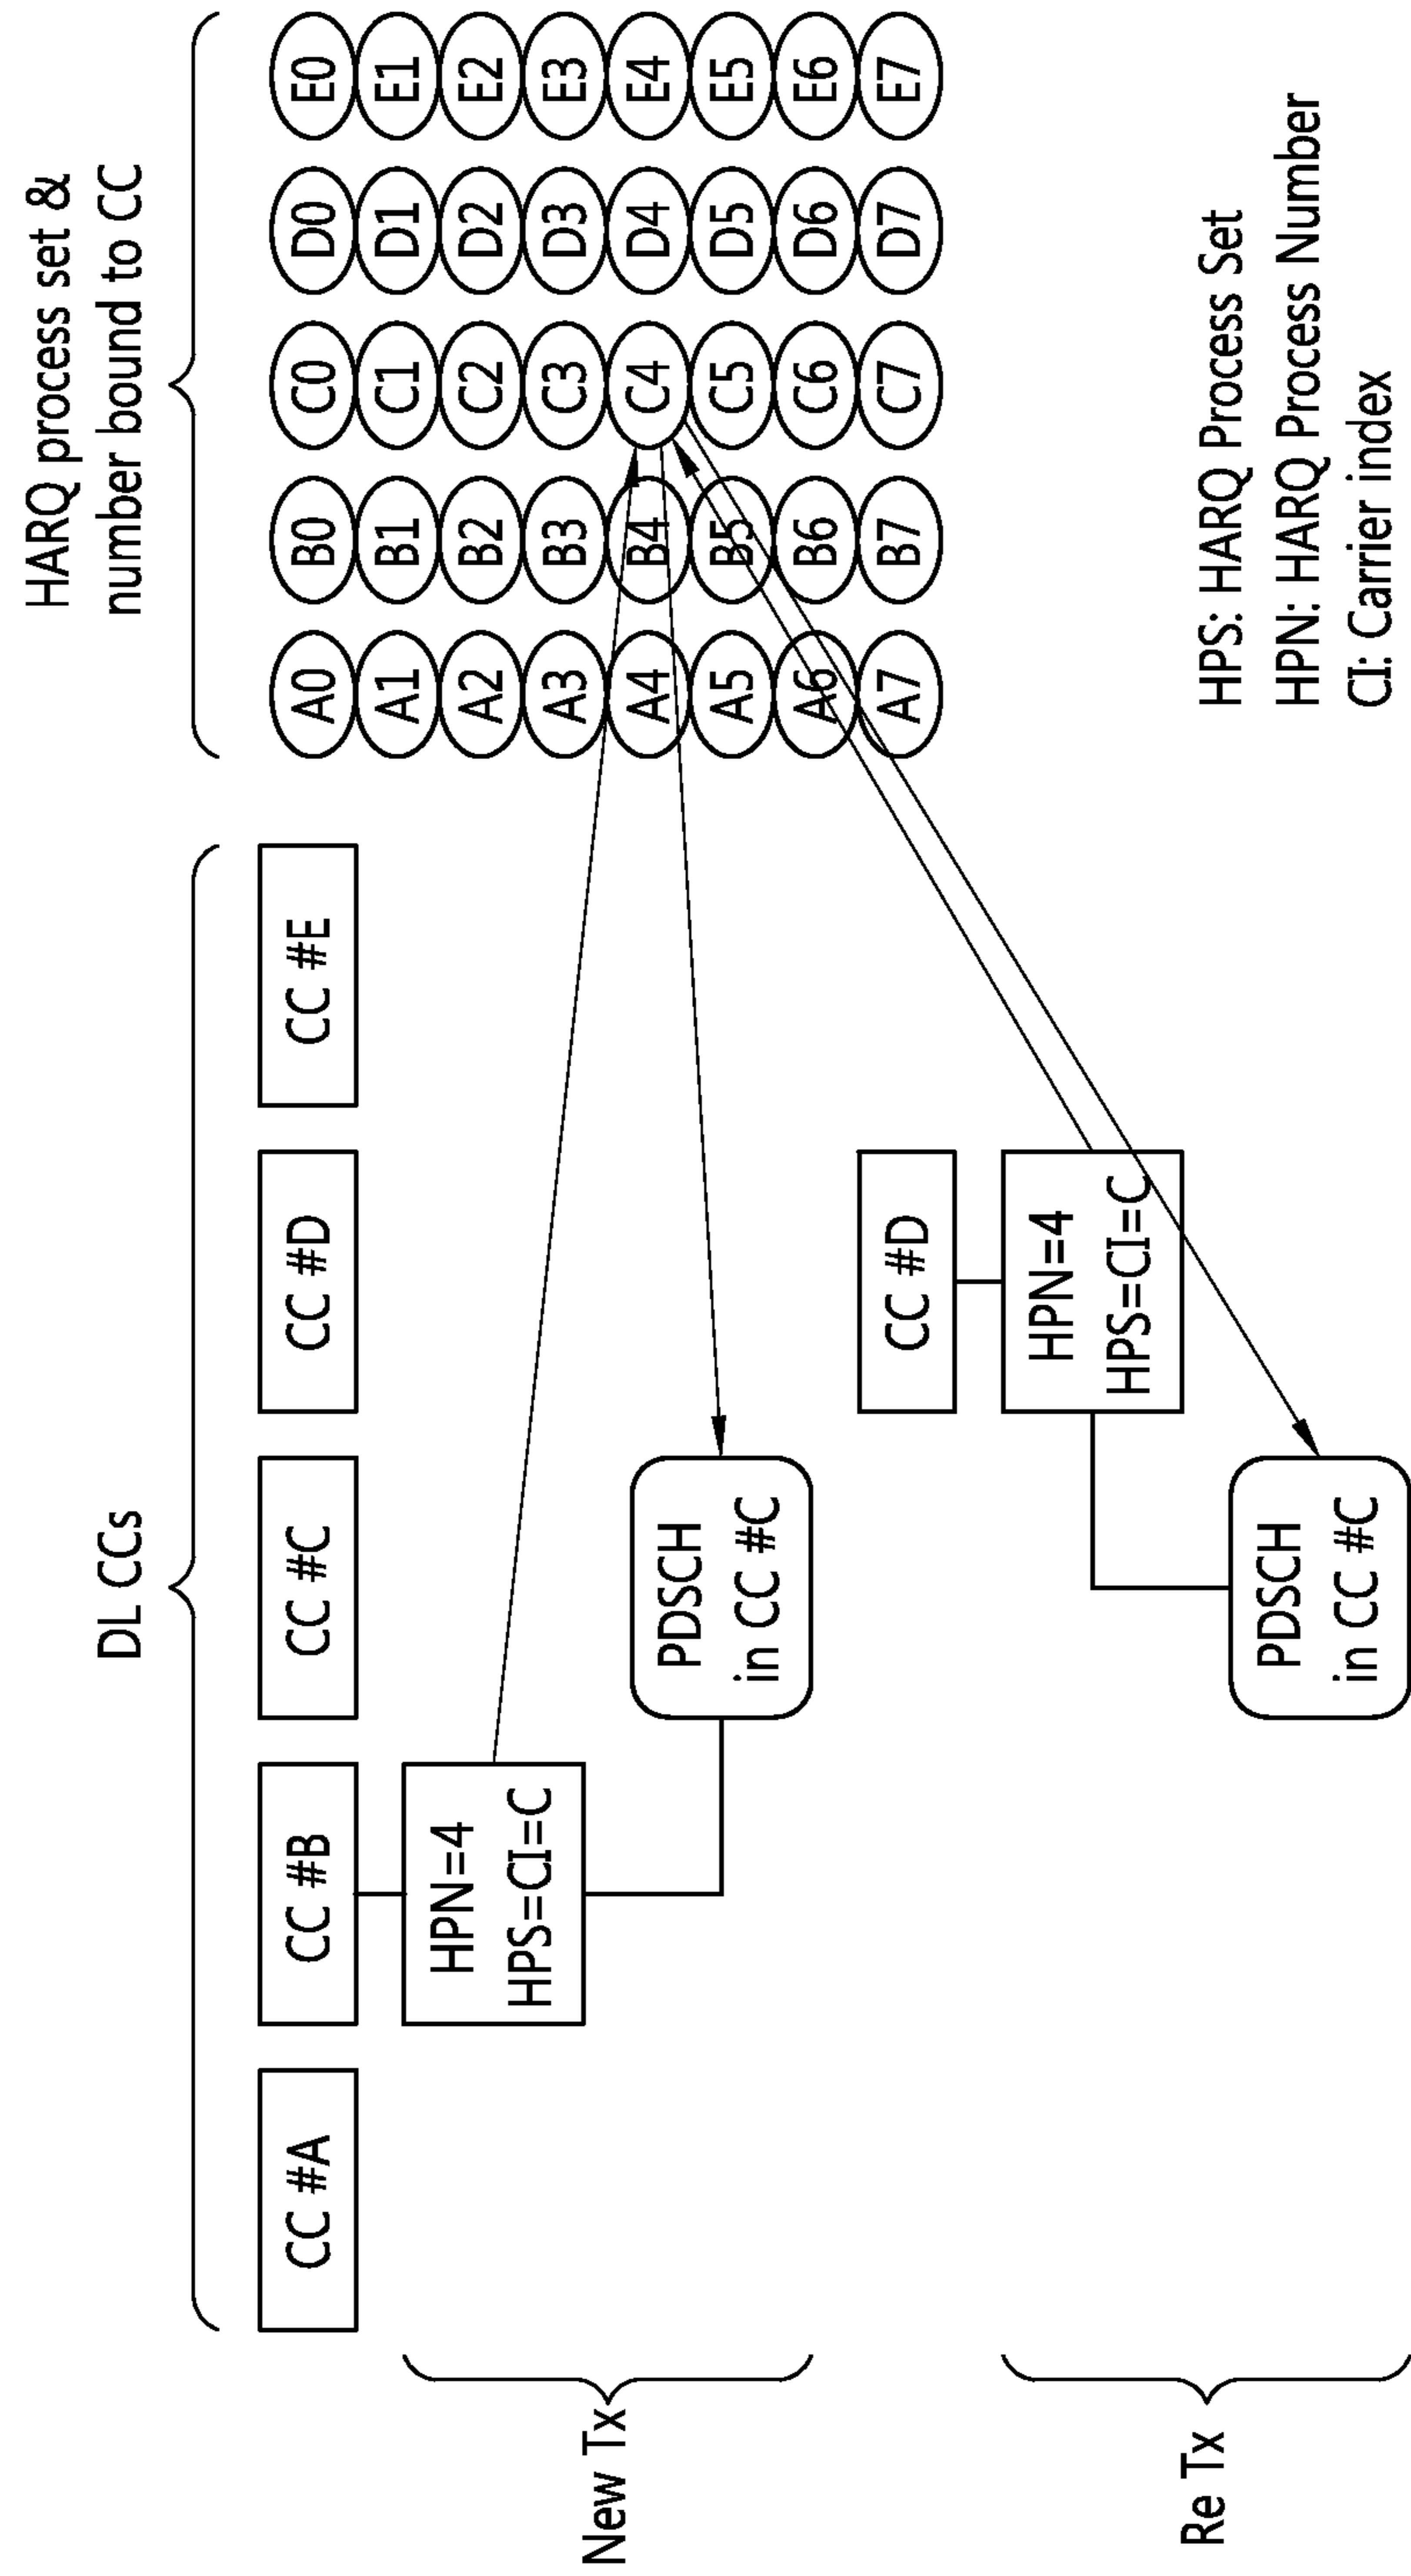 DL CCs
HARQ process set &
number bound to CC
CC #A
CC #B
CC #C
CC #D
CC #E
A0 B0 C0 D0 E0
A1 B1 C1 D1 E1
A2 B2 C2 D2 E2
A3 B3 C3 D3 E3
A4 B4 C4 D4 E4
A5 B5 C5 D5 E5
A6 B6 C6 D6 E6
A7 B7 C7 D7 E7
New Tx
HPN=4
HPS=CI=C
PDSCH
in CC #C
CC #D
Re Tx
HPN=4
HPS=CI=C
PDSCH
in CC #C
HPS: HARQ Process Set
HPN: HARQ Process Number
CI: Carrier index